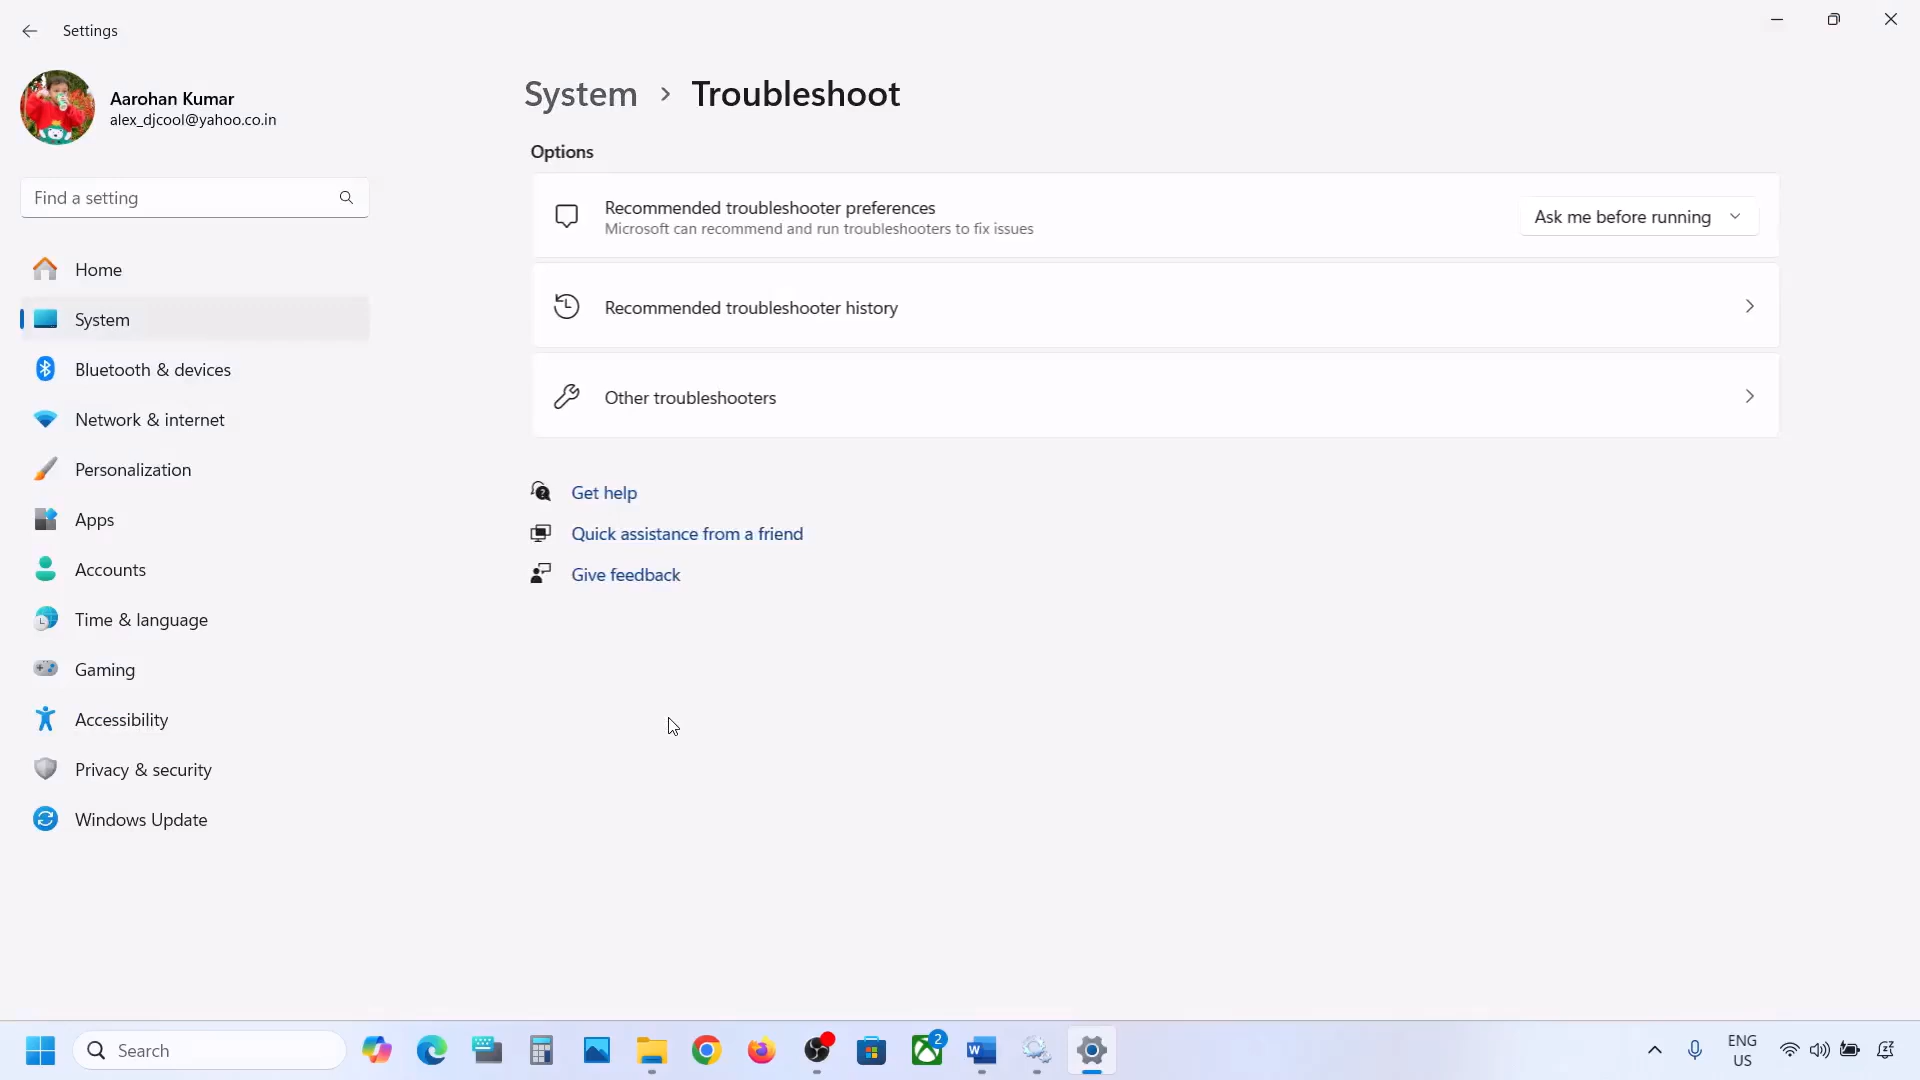 Settings
Aarohan Kumar
alex_djcool@yahoo.co.in
Find a setting
Home
System
Bluetooth & devices
Network & internet
Personalization
Apps
Accounts
Time & language
Gaming
Accessibility
Privacy & security
Windows Update
System > Troubleshoot
Options
Recommended troubleshooter preferences
Microsoft can recommend and run troubleshooters to fix issues
Ask me before running
Recommended troubleshooter history
Other troubleshooters
Get help
Quick assistance from a friend
Give feedback
Search
2
ENG
US